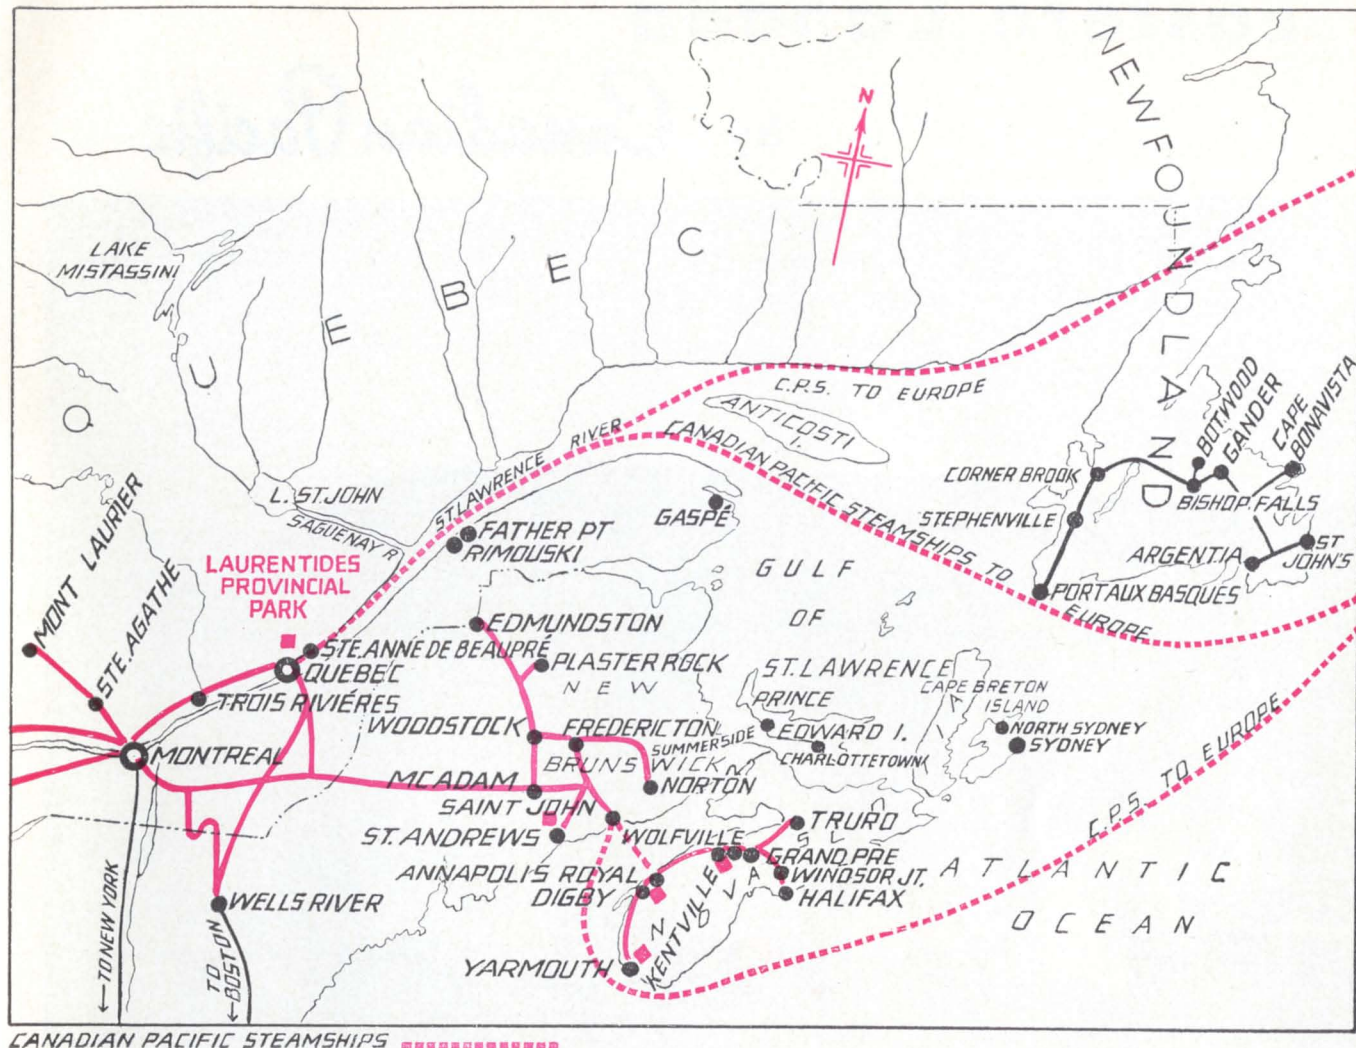 NEWFOUNDLAND
N
LAKE
MISTASSINI
QUEBEC
C.P.S. TO EUROPE
ANTICOSTI
I.
ST. LAWRENCE RIVER
CANADIAN PACIFIC STEAMSHIPS TO EUROPE
L. ST. JOHN
SAGUENAY R
FATHER PT
RIMOUSKI
GASPÉ
CORNER BROOK
BOTWOOD
GANDER
CAPE
BONAVISTA
BISHOP. FALLS
STEPHENVILLE
ARGENTIA
ST
JOHN'S
PORT AUX BASQUES
MONT LAURIER
STE. AGATHE
LAURENTIDES
PROVINCIAL
PARK
GULF
OF
ST. LAWRENCE
EDMUNDSTON
STE. ANNE DE BEAUPRÉ
QUEBEC
PLASTER ROCK
TROIS RIVIÉRES
NEW
BRUNSWICK
WOODSTOCK
FREDERICTON
SUMMERSIDE
PRINCE
EDWARD I.
CHARLOTTETOWN
CAPE BRETON
ISLAND
NORTH SYDNEY
SYDNEY
MONTREAL
MCADAM
NORTON
SAINT JOHN
ST. ANDREWS
WOLFVILLE
TRURO
GRAND PRE
WINDSOR JT.
HALIFAX
ANNAPOLIS ROYAL
DIGBY
KENTVILLE
YARMOUTH
WELLS RIVER
C.P.S. TO EUROPE
ATLANTIC
OCEAN
← TO NEW YORK
← TO
BOSTON
CANADIAN PACIFIC STEAMSHIPS